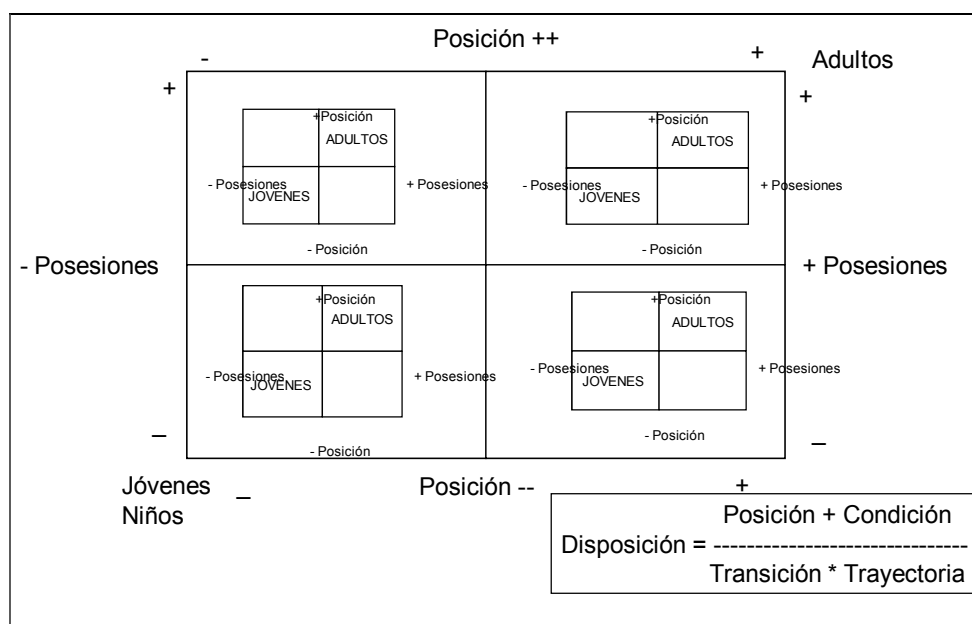 Posición ++
- +
Adultos
+ +
+Posición
ADULTOS
- Posesiones
+ Posesiones
JOVENES
- Posición
+Posición
ADULTOS
- Posesiones
+ Posesiones
JOVENES
- Posición
- Posesiones
+ Posesiones
+Posición
ADULTOS
- Posesiones
+ Posesiones
JOVENES
- Posición
+Posición
ADULTOS
- Posesiones
+ Posesiones
JOVENES
- Posición
_ _
Jóvenes
Niños
_ Posición -- +
Posición + Condición
Disposición = -------------------------------
Transición * Trayectoria